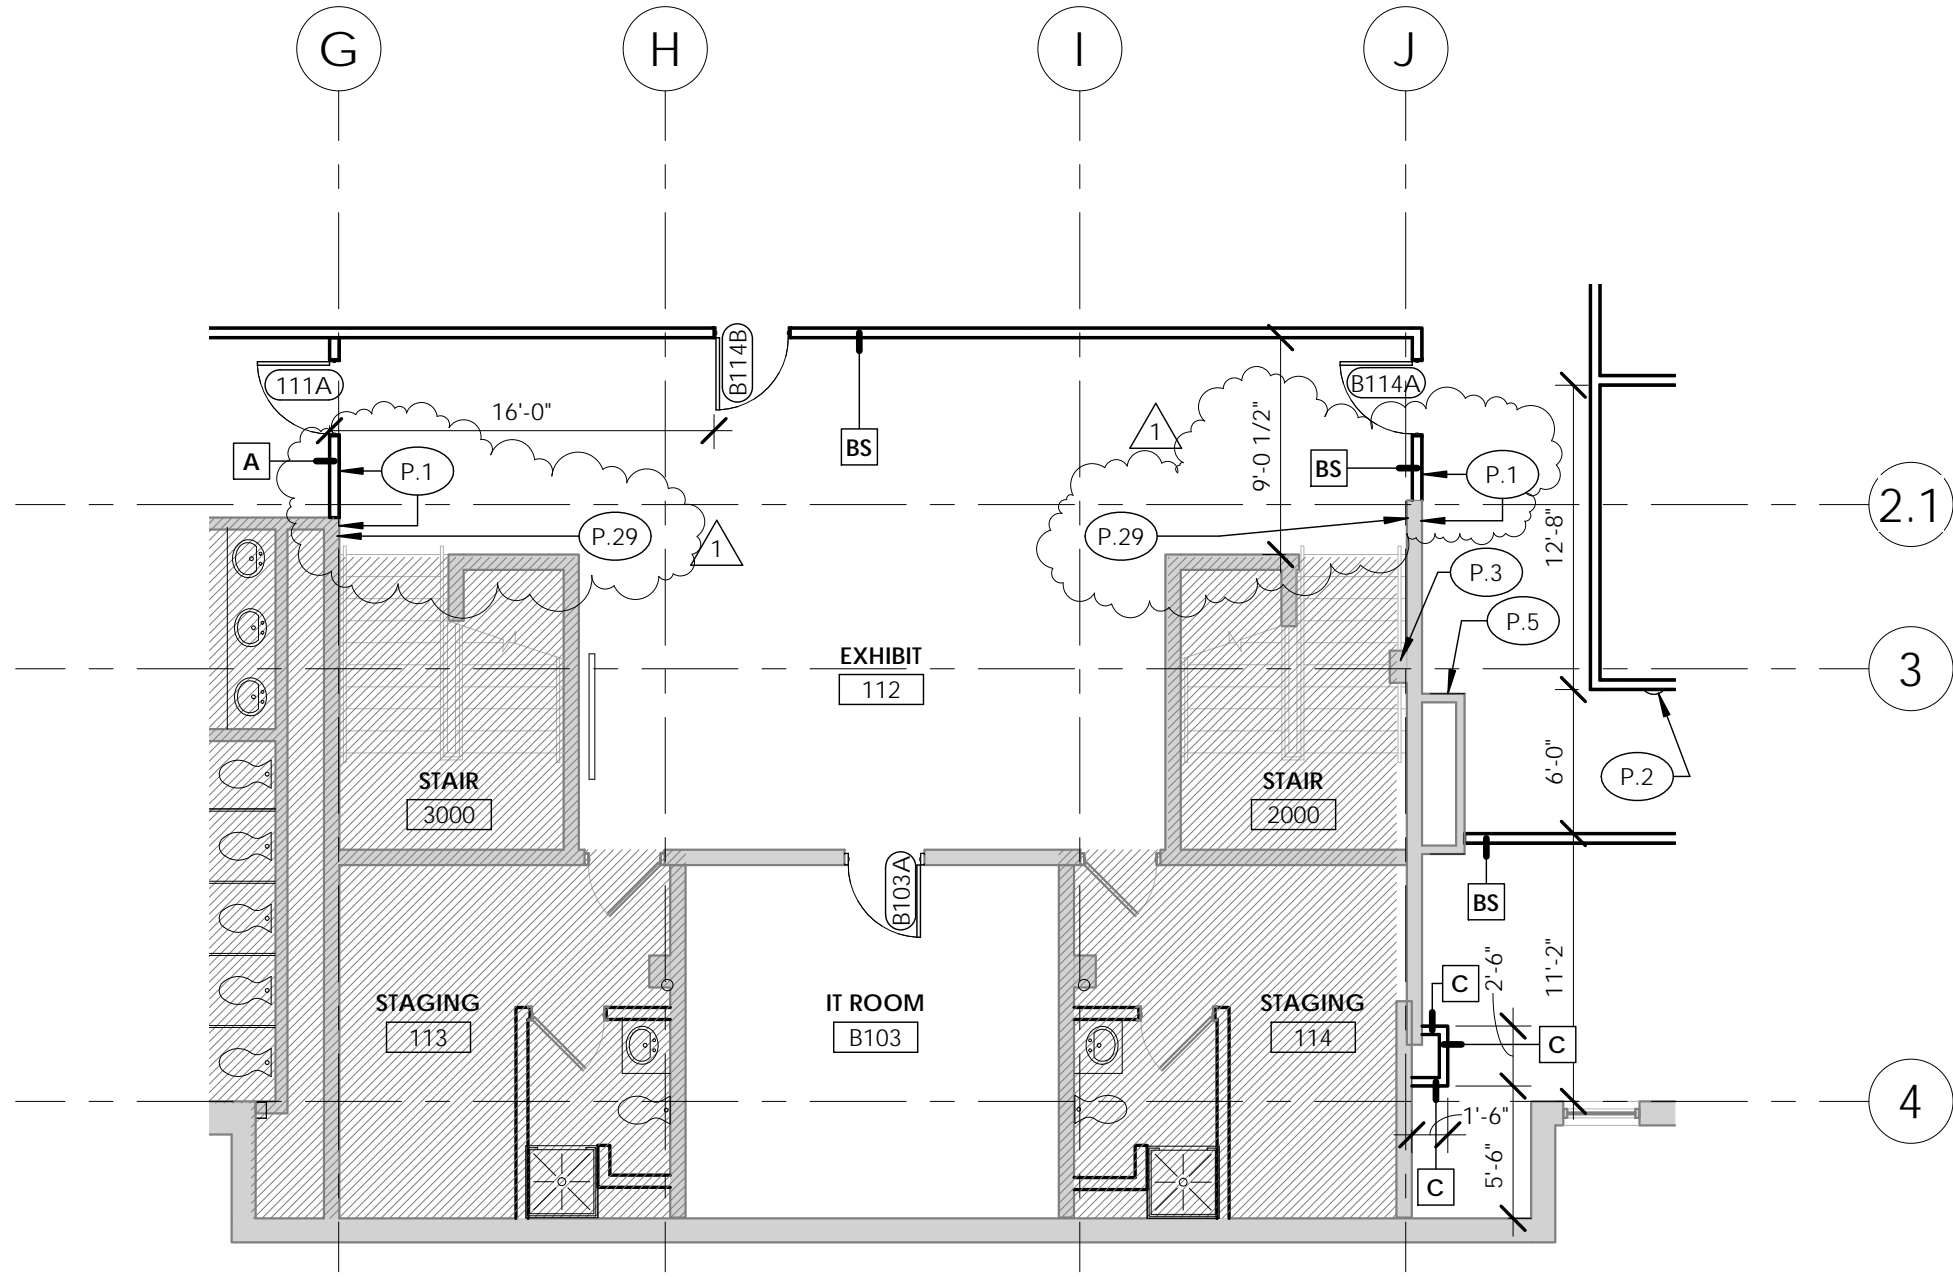 G
H
I
J
111A
B114B
B114A
16'-0"
A
P.1
BS
1
9'-0 1/2"
BS
P.1
2.1
P.29
1
P.29
12'-8"
P.3
P.5
EXHIBIT
112
3
STAIR
3000
STAIR
2000
6'-0"
P.2
B103A
BS
STAGING
113
IT ROOM
B103
STAGING
114
C
2'-6"
11'-2"
C
4
1'-6"
C
5'-6"